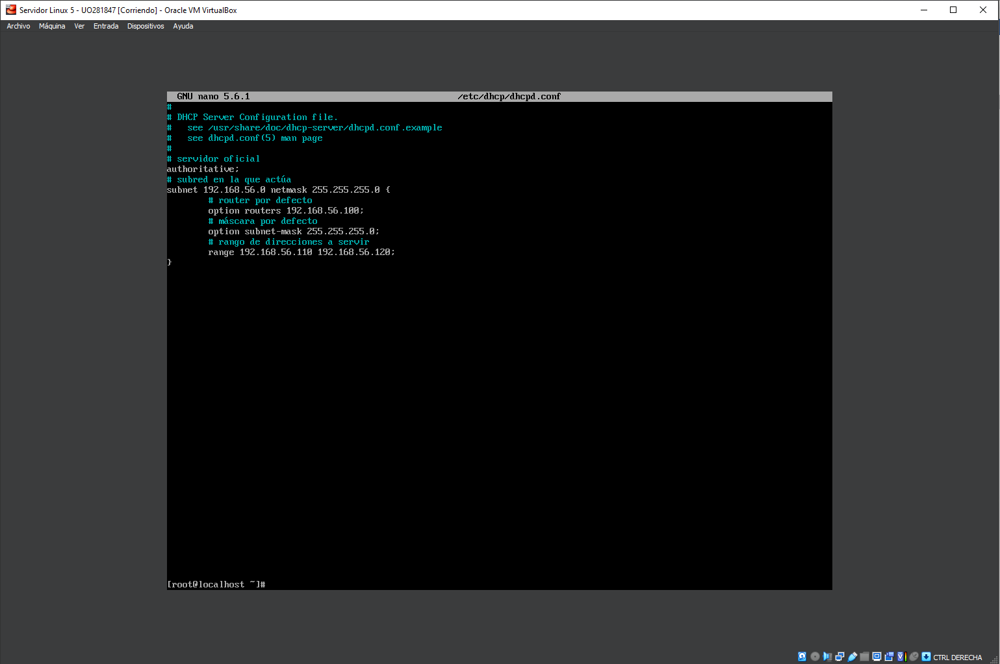 Servidor Linux 5 - UO281847 [Corriendo] - Oracle VM VirtualBox
Archivo Máquina Ver Entrada Dispositivos Ayuda
GNU nano 5.6.1 /etc/dhcp/dhcpd.conf
#
# DHCP Server Configuration file.
#   see /usr/share/doc/dhcp-server/dhcpd.conf.example
#   see dhcpd.conf(5) man page
#
# servidor oficial
authoritative;
# subred en la que actúa
subnet 192.168.56.0 netmask 255.255.255.0 {
        # router por defecto
        option routers 192.168.56.100;
        # máscara por defecto
        option subnet-mask 255.255.255.0;
        # rango de direcciones a servir
        range 192.168.56.110 192.168.56.120;
}
[root@localhost ~]#
CTRL DERECHA